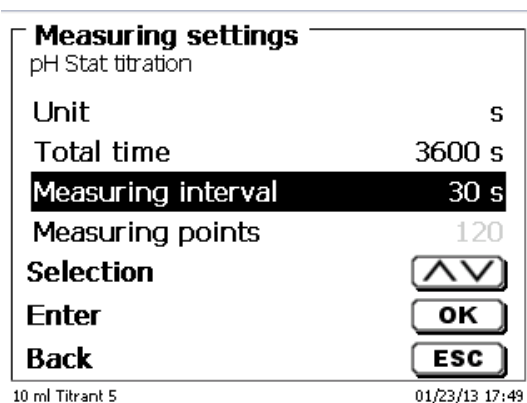 Measuring settings
pH Stat titration
Unit s
Total time 3600 s
Measuring interval 30 s
Measuring points 120
Selection
Enter OK
Back ESC
10 ml Titrant 5 01/23/13 17:49